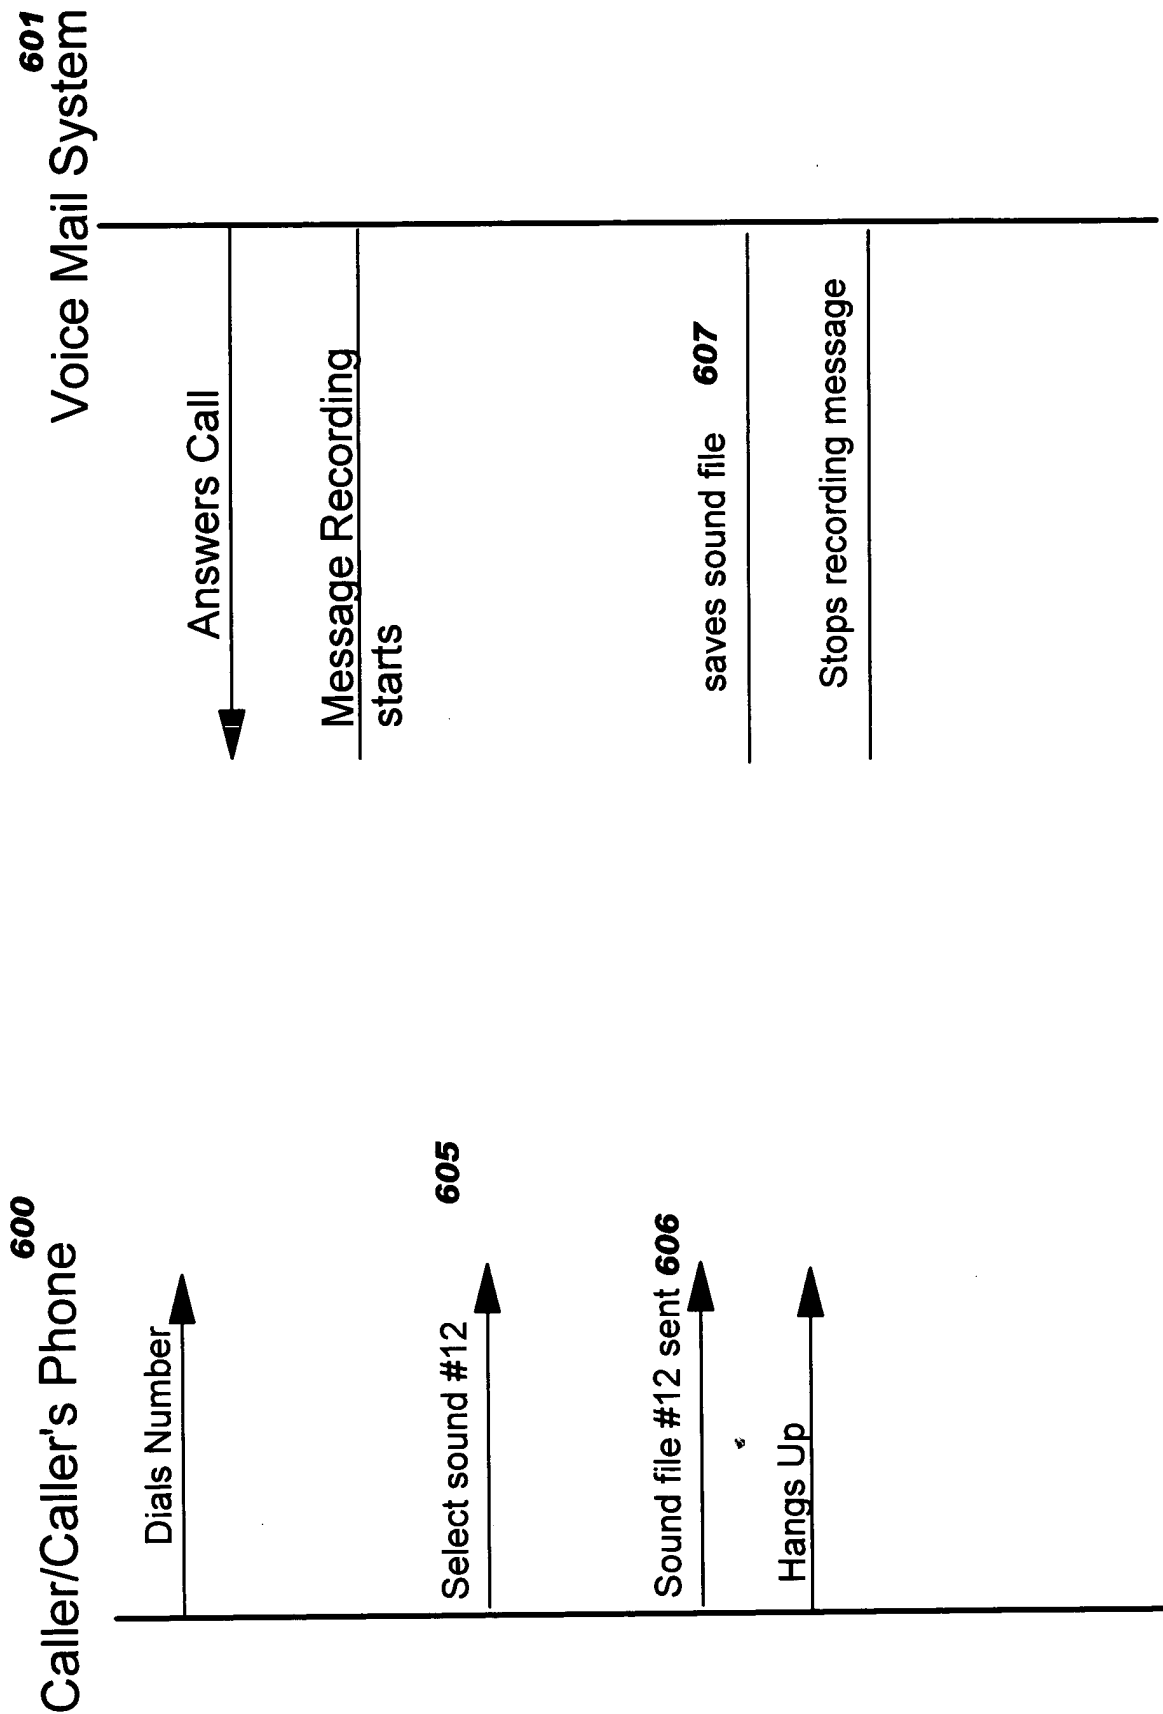 600
Caller/Caller's Phone
601
Voice Mail System
Dials Number
Answers Call
Message Recording
starts
605
Select sound #12
Sound file #12 sent 606
saves sound file 607
Hangs Up
Stops recording message